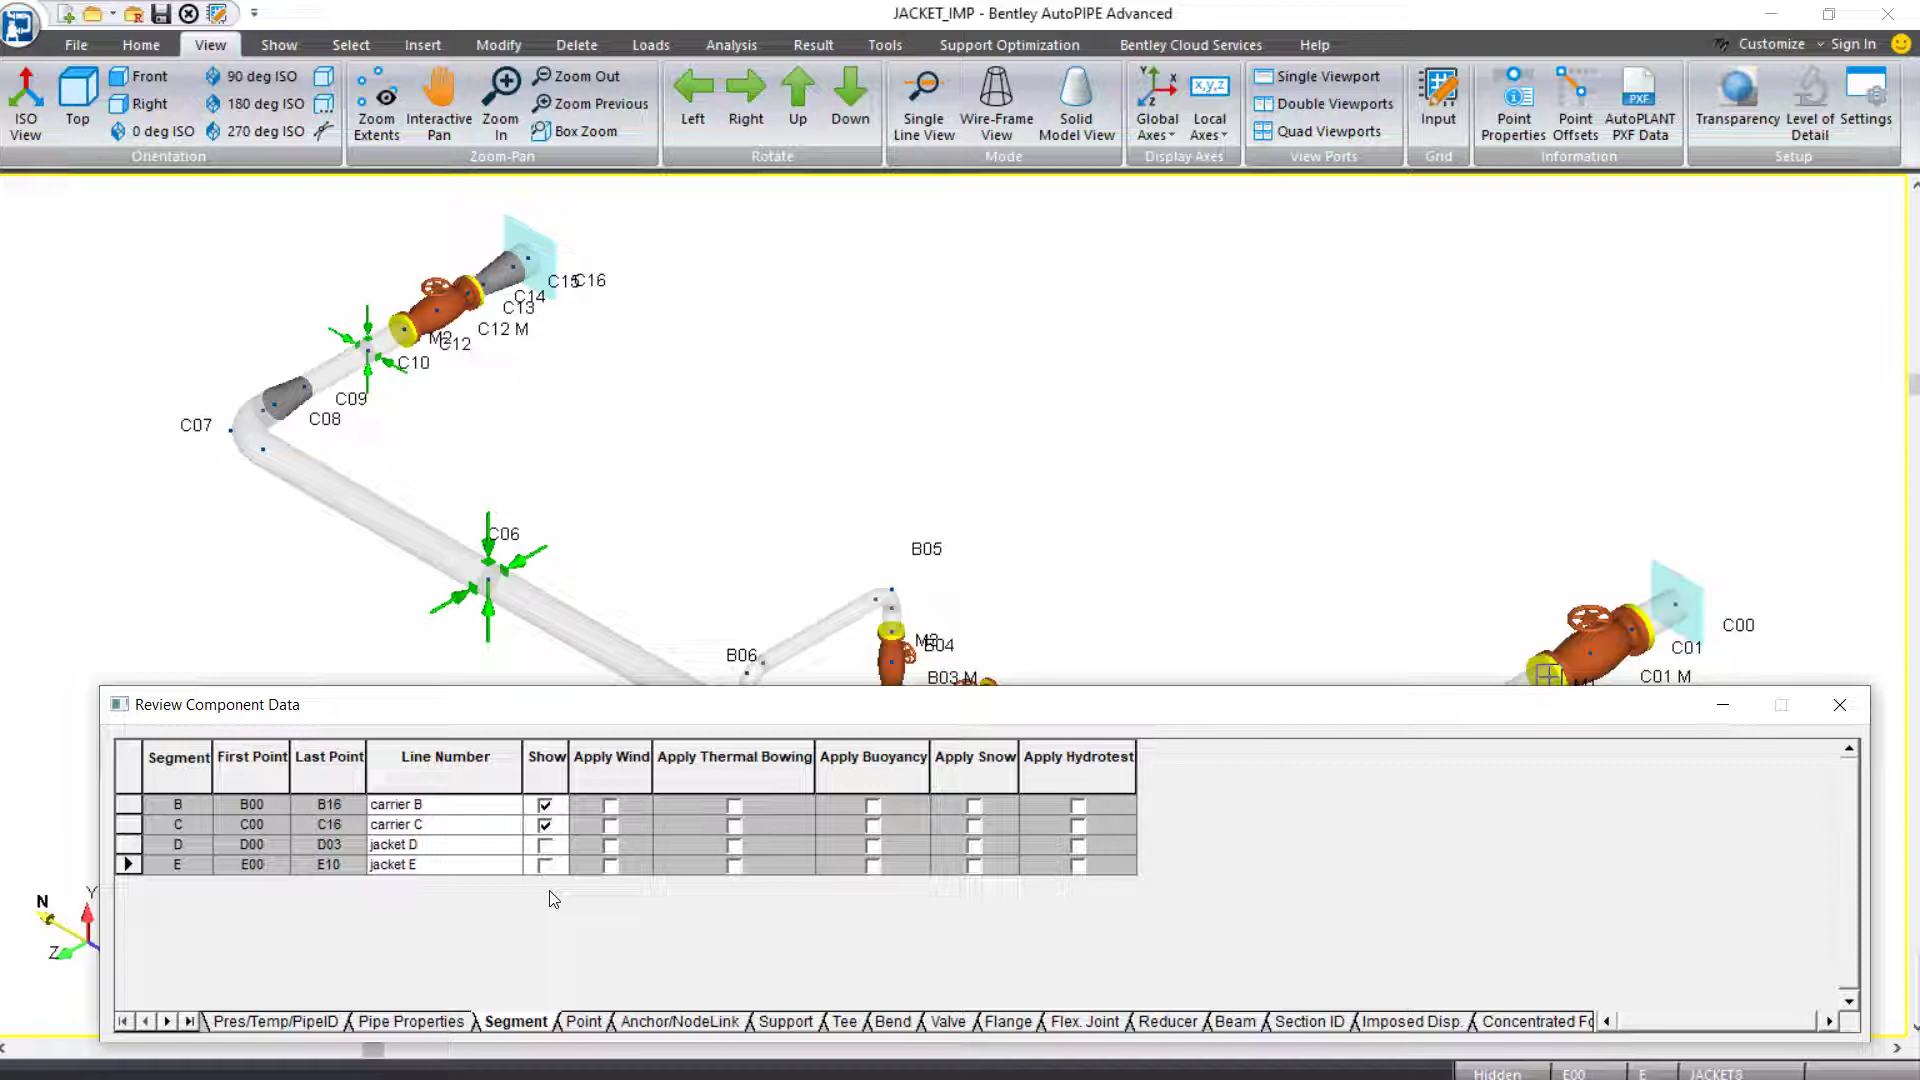 JACKET_IMP - Bentley AutoPIPE Advanced
File Home View Show Select Insert Modify Delete Loads Analysis Result Tools Support Optimization Bentley Cloud Services Help Customize Sign In
ISO View Top Front Right 0 deg ISO 90 deg ISO 180 deg ISO 270 deg ISO
Zoom Extents Interactive Pan Zoom In Zoom Out Zoom Previous Box Zoom
Left Right Up Down
Single Line View Wire-Frame View Solid Model View
Global Axes Local Axes
Single Viewport Double Viewports Quad Viewports
Input
Point Properties Point Offsets AutoPLANT PXF Data
Transparency Level of Detail Settings
Orientation Zoom-Pan Rotate Mode Display Axes View Ports Grid Information Setup
C15 C16
C14
C13
C12 M
M2 C12
C10
C09
C08
C07
C06
B05
C00
M3 B04
C01
B06
B03 M
C01 M
Review Component Data
Segment First Point Last Point Line Number Show Apply Wind Apply Thermal Bowing Apply Buoyancy Apply Snow Apply Hydrotest
B B00 B16 carrier B
C C00 C16 carrier C
D D00 D03 jacket D
E E00 E10 jacket E
N
Y
Z
Pres/Temp/PipeID Pipe Properties Segment Point Anchor/NodeLink Support Tee Bend Valve Flange Flex. Joint Reducer Beam Section ID Imposed Disp. Concentrated Fo
Hidden E00 E JACKET8